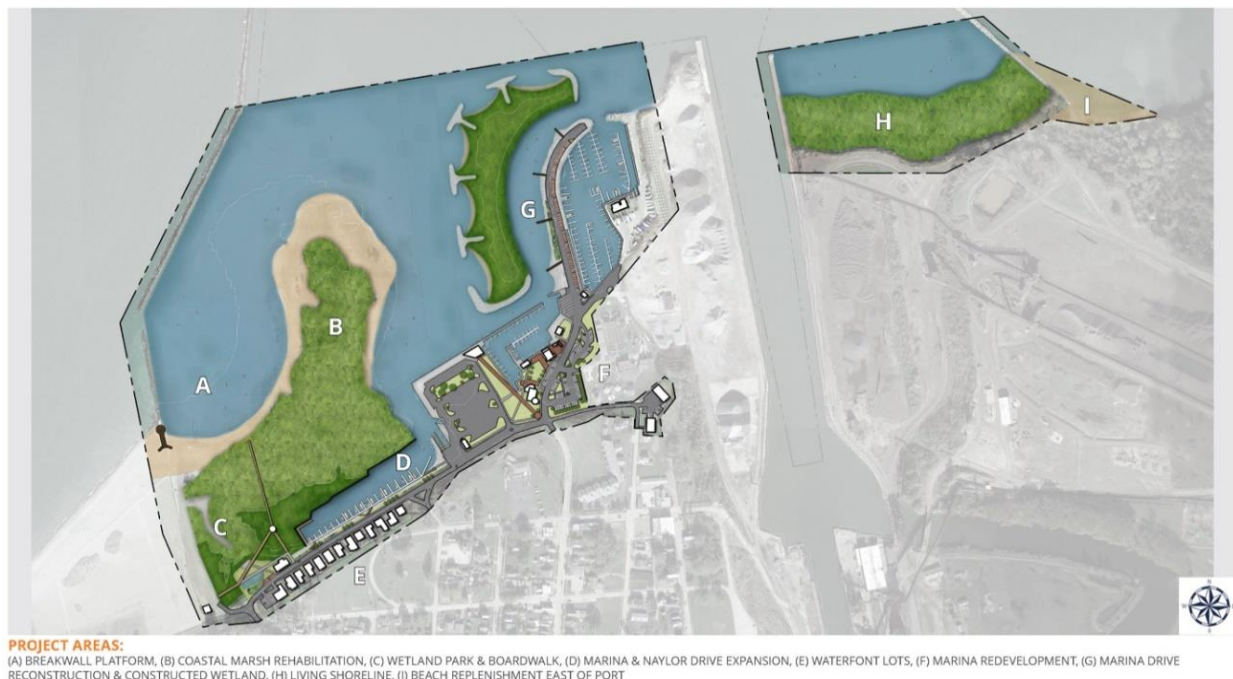 A
B
C
D
E
F
G
H
I
PROJECT AREAS:
(A) BREAKWALL PLATFORM, (B) COASTAL MARSH REHABILITATION, (C) WETLAND PARK & BOARDWALK, (D) MARINA & NAYLOR DRIVE EXPANSION, (E) WATERFONT LOTS, (F) MARINA REDEVELOPMENT, (G) MARINA DRIVE
RECONSTRUCTION & CONSTRUCTED WETLAND, (H) LIVING SHORELINE, (I) BEACH REPLENISHMENT EAST OF PORT